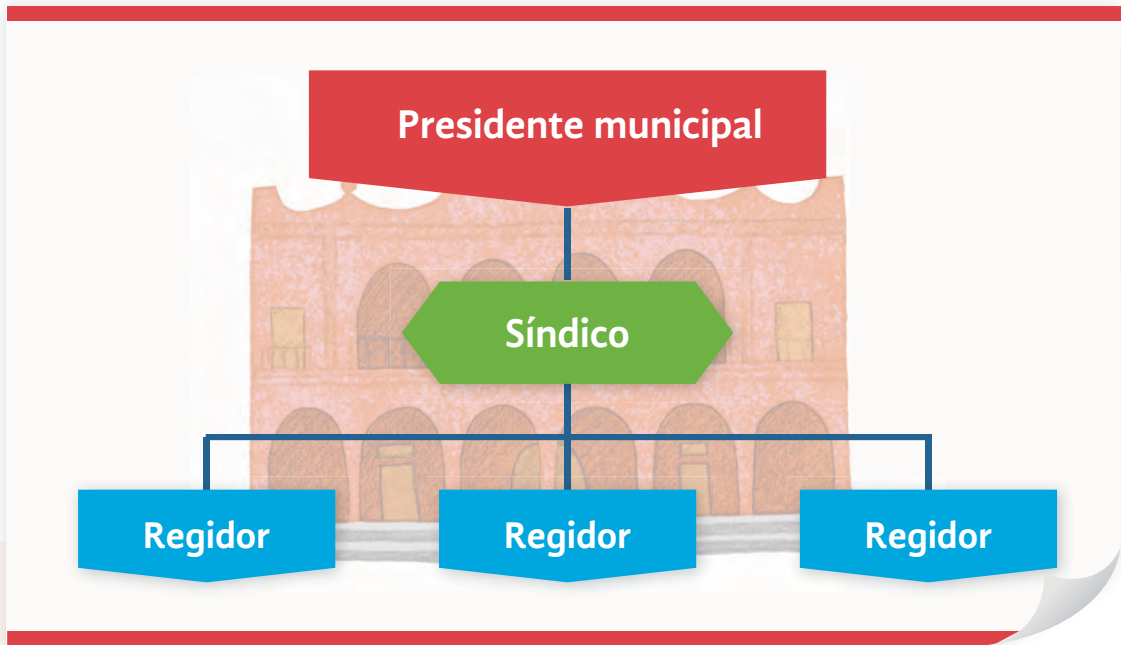 Presidente municipal
Síndico
Regidor
Regidor
Regidor